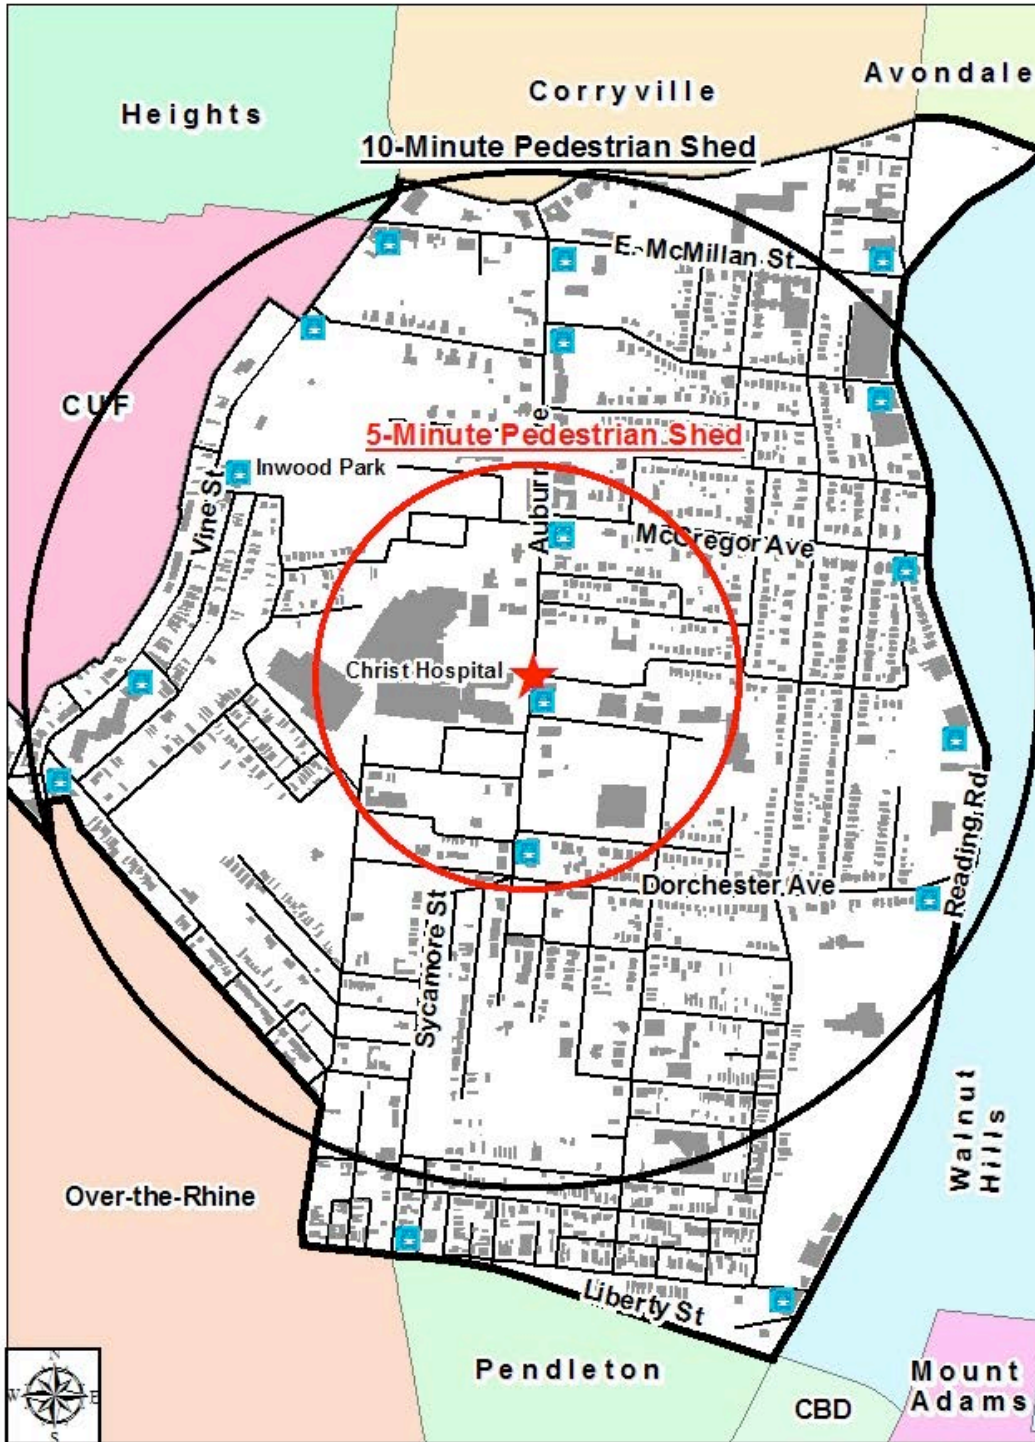 Avondale
Corryville
Heights
10-Minute Pedestrian Shed
E. McMillan St
CUF
5-Minute Pedestrian Shed
Auburn
Inwood Park
Vine St
McGregor Ave
Christ Hospital
Reading Rd
Dorchester Ave
Sycamore St
Walnut
Hills
Over-the-Rhine
Liberty St
Pendleton
Mount
Adams
CBD
N
W E
S